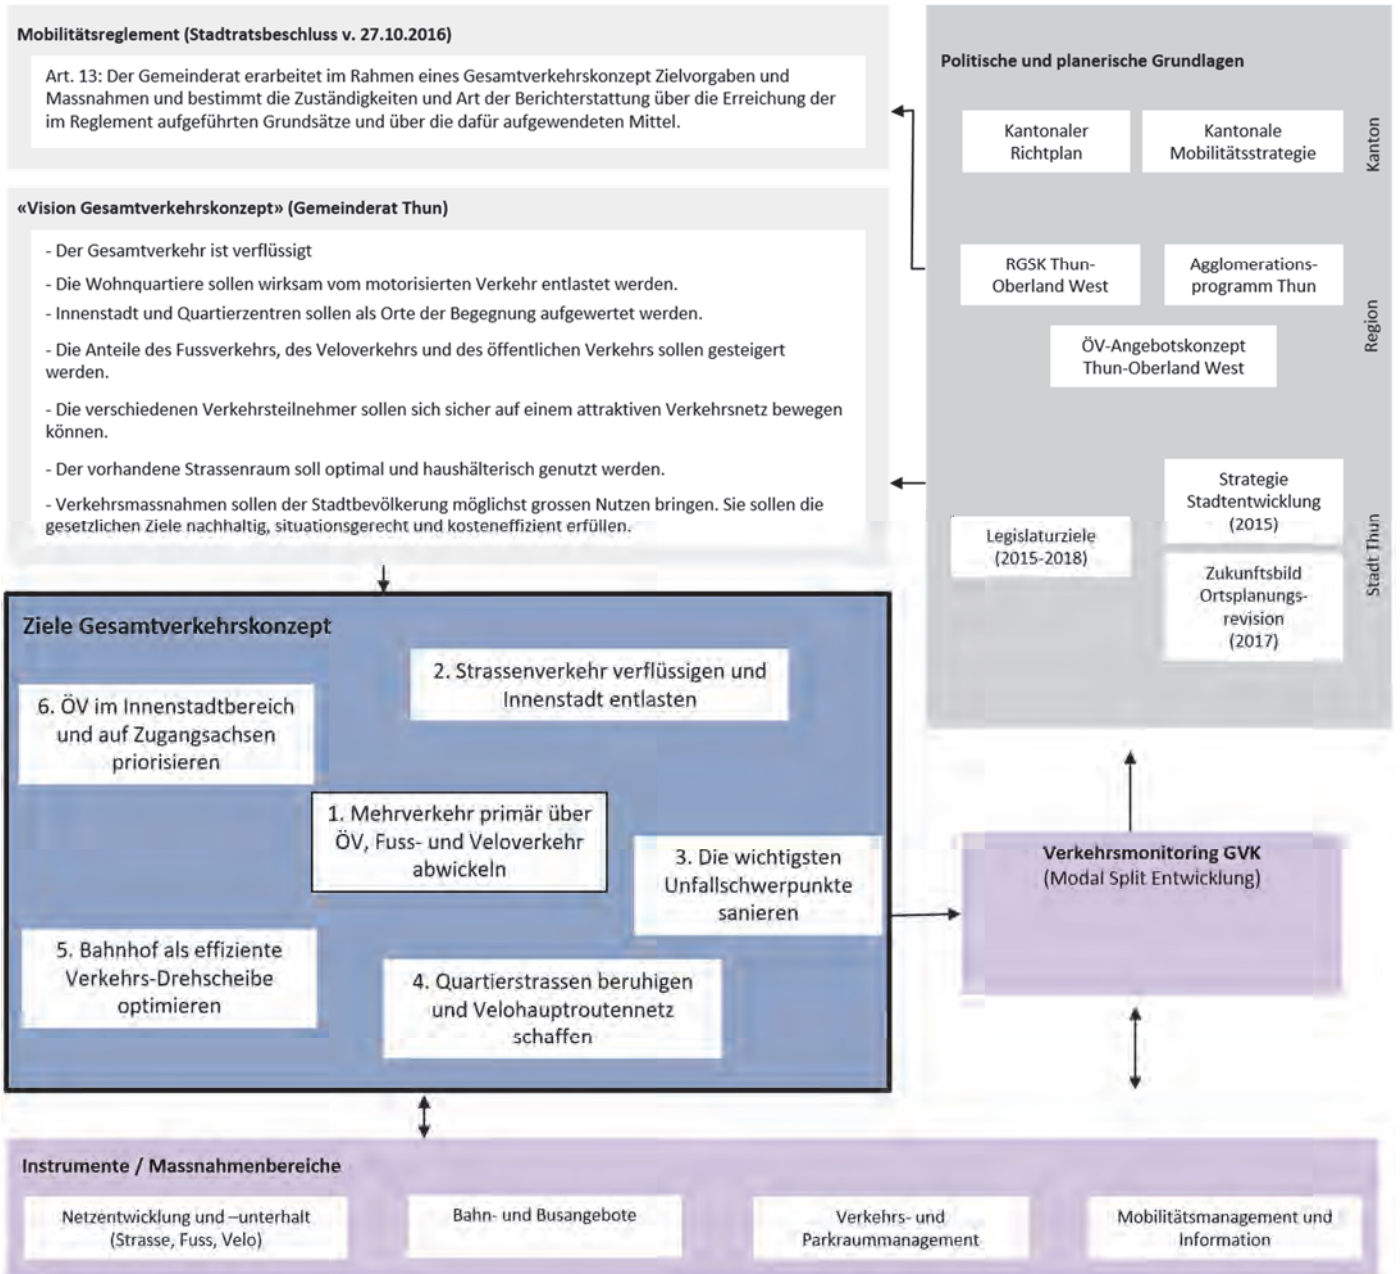 Mobilitätsreglement (Stadtratsbeschluss v. 27.10.2016)
Art. 13: Der Gemeinderat erarbeitet im Rahmen eines Gesamtverkehrskonzept Zielvorgaben und
Massnahmen und bestimmt die Zuständigkeiten und Art der Berichterstattung über die Erreichung der
im Reglement aufgeführten Grundsätze und über die dafür aufgewendeten Mittel.
«Vision Gesamtverkehrskonzept» (Gemeinderat Thun)
- Der Gesamtverkehr ist verflüssigt
- Die Wohnquartiere sollen wirksam vom motorisierten Verkehr entlastet werden.
- Innenstadt und Quartierzentren sollen als Orte der Begegnung aufgewertet werden.
- Die Anteile des Fussverkehrs, des Veloverkehrs und des öffentlichen Verkehrs sollen gesteigert
werden.
- Die verschiedenen Verkehrsteilnehmer sollen sich sicher auf einem attraktiven Verkehrsnetz bewegen
können.
- Der vorhandene Strassenraum soll optimal und haushälterisch genutzt werden.
- Verkehrsmassnahmen sollen der Stadtbevölkerung möglichst grossen Nutzen bringen. Sie sollen die
gesetzlichen Ziele nachhaltig, situationsgerecht und kosteneffizient erfüllen.
Politische und planerische Grundlagen
Kantonaler
Richtplan
Kantonale
Mobilitätsstrategie
Kanton
RGSK Thun-
Oberland West
Agglomerations-
programm Thun
ÖV-Angebotskonzept
Thun-Oberland West
Region
Strategie
Stadtentwicklung
(2015)
Legislaturziele
(2015-2018)
Zukunftsbild
Ortsplanungs-
revision
(2017)
Stadt Thun
Ziele Gesamtverkehrskonzept
2. Strassenverkehr verflüssigen und
Innenstadt entlasten
6. ÖV im Innenstadtbereich
und auf Zugangsachsen
priorisieren
1. Mehrverkehr primär über
ÖV, Fuss- und Veloverkehr
abwickeln
3. Die wichtigsten
Unfallschwerpunkte
sanieren
5. Bahnhof als effiziente
Verkehrs-Drehscheibe
optimieren
4. Quartierstrassen beruhigen
und Velohauptroutennetz
schaffen
Verkehrsmonitoring GVK
(Modal Split Entwicklung)
Instrumente / Massnahmenbereiche
Netzentwicklung und –unterhalt
(Strasse, Fuss, Velo)
Bahn- und Busangebote
Verkehrs- und
Parkraummanagement
Mobilitätsmanagement und
Information